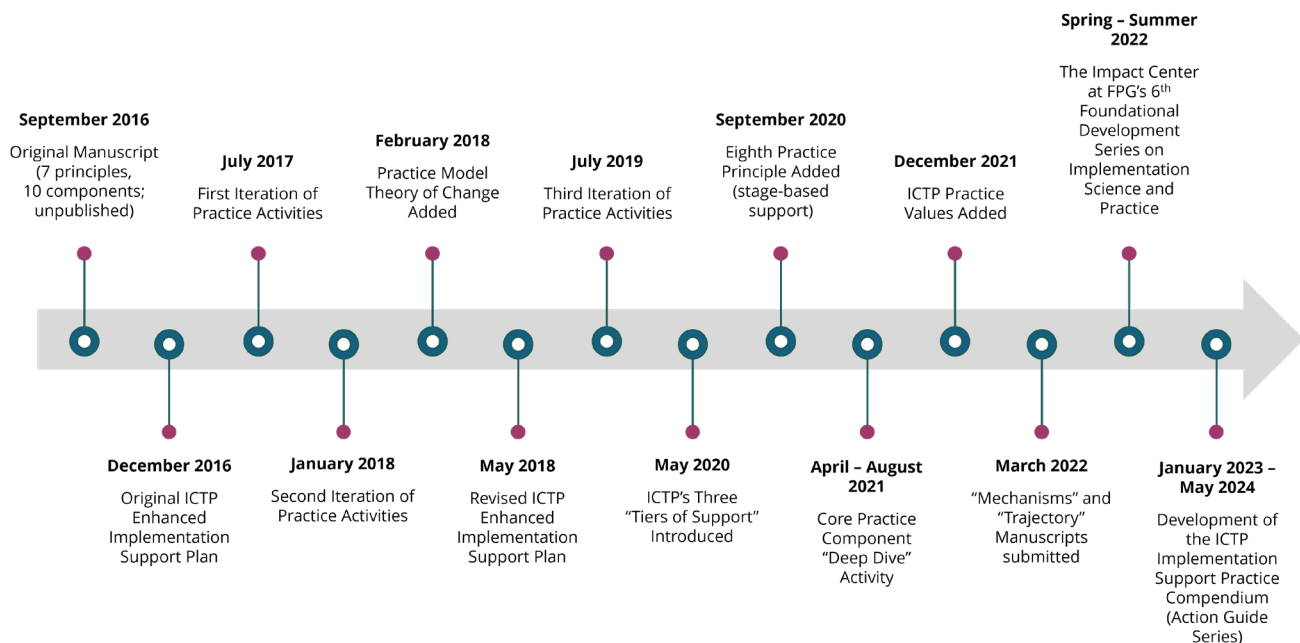 September 2016
Original Manuscript
(7 principles,
10 components;
unpublished)
December 2016
Original ICTP
Enhanced
Implementation
Support Plan
July 2017
First Iteration of
Practice Activities
January 2018
Second Iteration of
Practice Activities
February 2018
Practice Model
Theory of Change
Added
May 2018
Revised ICTP
Enhanced
Implementation
Support Plan
July 2019
Third Iteration of
Practice Activities
May 2020
ICTP’s Three
“Tiers of Support”
Introduced
September 2020
Eighth Practice
Principle Added
(stage-based
support)
April – August
2021
Core Practice
Component
“Deep Dive”
Activity
December 2021
ICTP Practice
Values Added
March 2022
“Mechanisms” and
“Trajectory”
Manuscripts
submitted
Spring – Summer
2022
The Impact Center
at FPG’s 6th
Foundational
Development
Series on
Implementation
Science and
Practice
January 2023 –
May 2024
Development of
the ICTP
Implementation
Support Practice
Compendium
(Action Guide
Series)